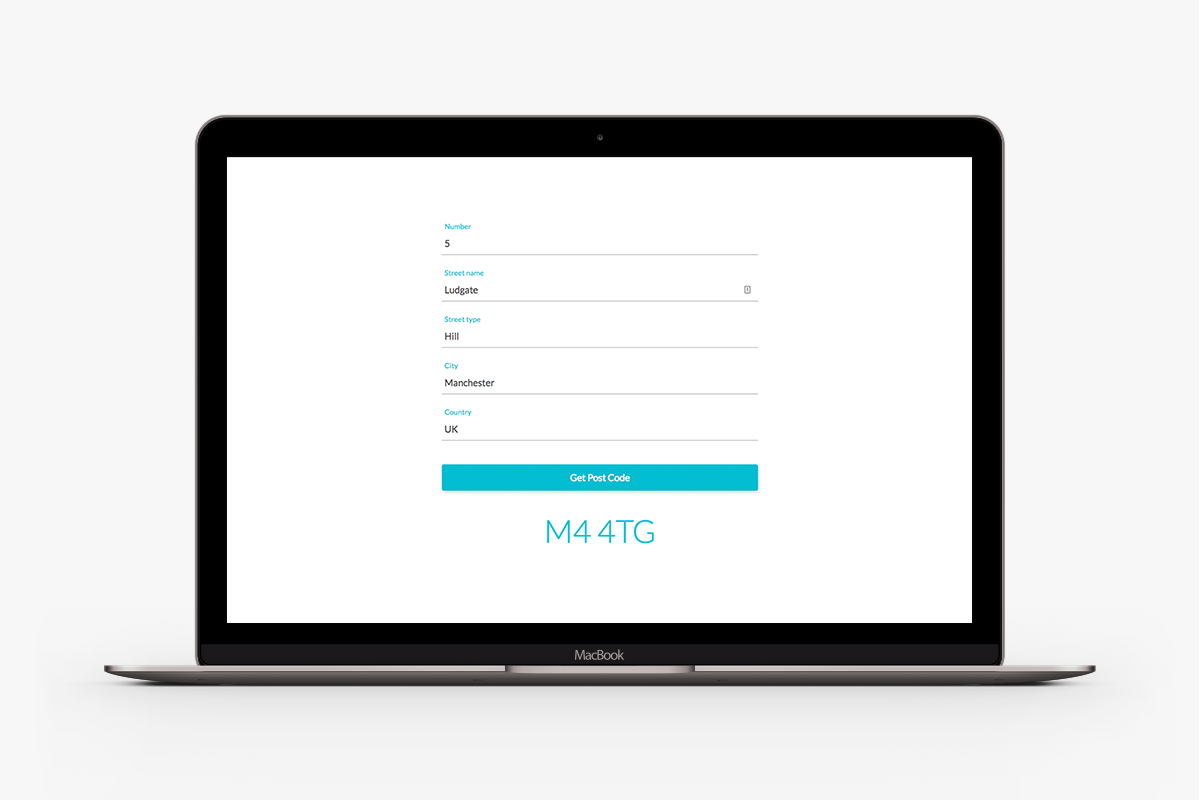 Number
5
Street name
Ludgate
Street type
Hill
City
Manchester
Country
UK
Get Post Code
M4 4TG
MacBook